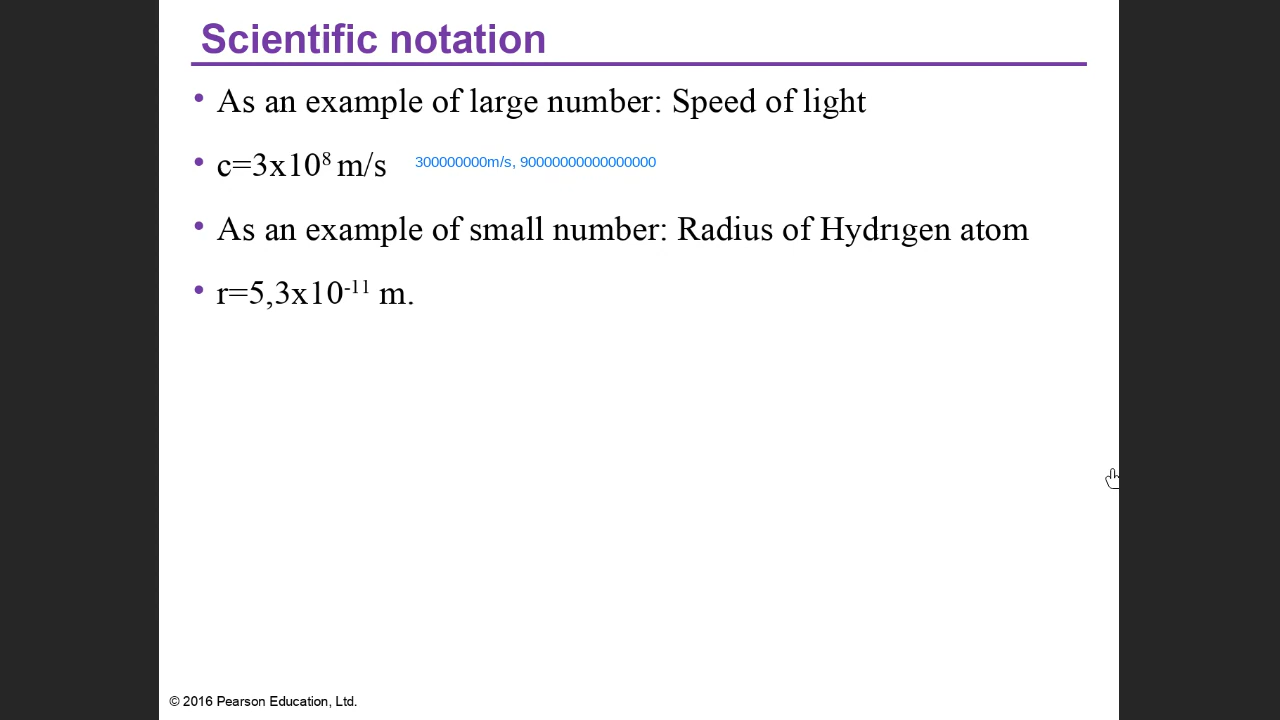 Scientific notation
• As an example of large number: Speed of light
• c=3x10⁸ m/s 300000000m/s, 90000000000000000
• As an example of small number: Radius of Hydrıgen atom
• r=5,3x10⁻¹¹ m.
© 2016 Pearson Education, Ltd.